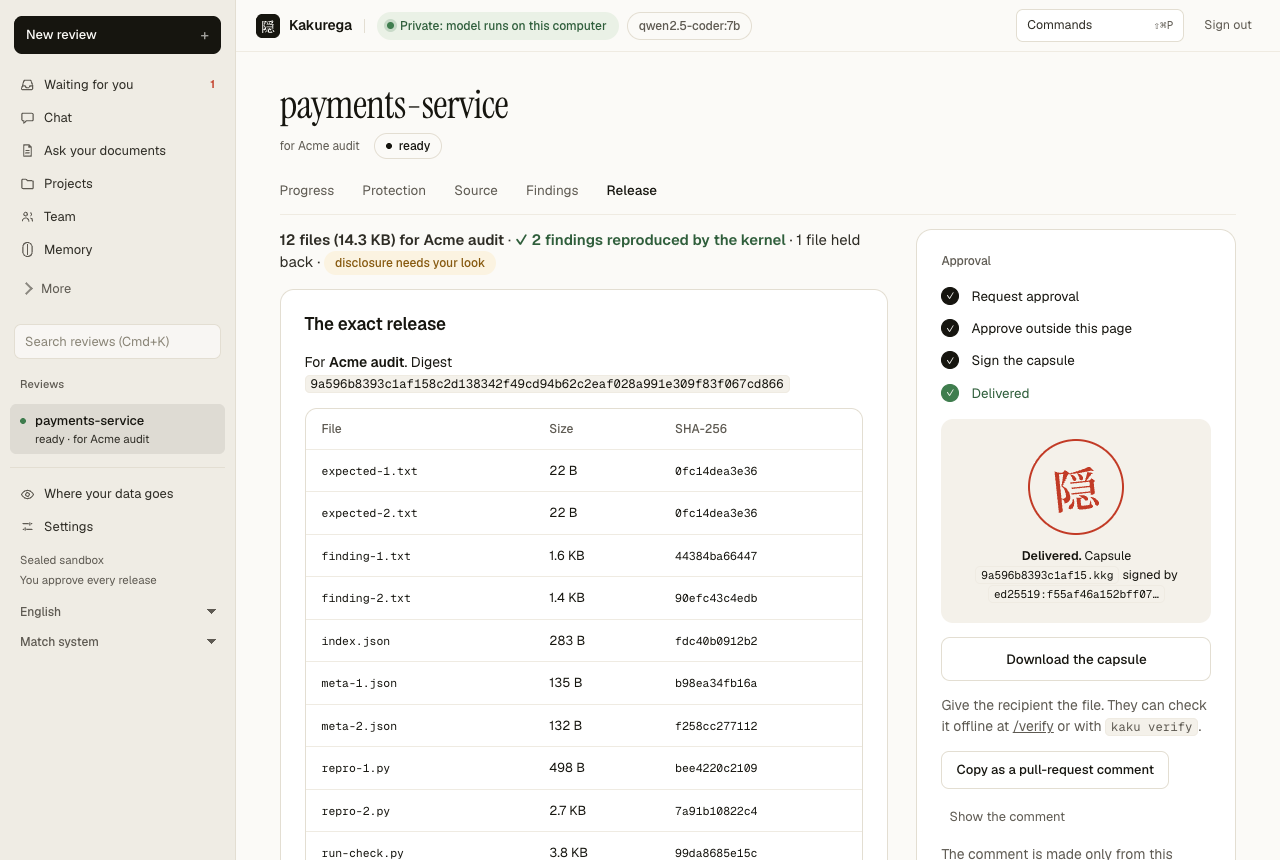 New review +
Waiting for you 1
Chat
Ask your documents
Projects
Team
Memory
More
Search reviews (Cmd+K)
Reviews
payments-service
ready · for Acme audit
Where your data goes
Settings
Sealed sandbox
You approve every release
English
Match system
隠 Kakurega
Private: model runs on this computer
qwen2.5-coder:7b
Commands ⇧⌘P
Sign out
payments-service
for Acme audit
ready
Progress Protection Source Findings Release
12 files (14.3 KB) for Acme audit · ✓ 2 findings reproduced by the kernel · 1 file held
back · disclosure needs your look
The exact release
For Acme audit. Digest
9a596b8393c1af158c2d138342f49cd94b62c2eaf028a991e309f83f067cd866
File Size SHA-256
expected-1.txt 22 B 0fc14dea3e36
expected-2.txt 22 B 0fc14dea3e36
finding-1.txt 1.6 KB 44384ba66447
finding-2.txt 1.4 KB 90efc43c4edb
index.json 283 B fdc40b0912b2
meta-1.json 135 B b98ea34fb16a
meta-2.json 132 B f258cc277112
repro-1.py 498 B bee4220c2109
repro-2.py 2.7 KB 7a91b10822c4
run-check.py 3.8 KB 99da8685e15c
Approval
Request approval
Approve outside this page
Sign the capsule
Delivered
隠
Delivered. Capsule
9a596b8393c1af15.kkg signed by
ed25519:f55af46a152bff07…
Download the capsule
Give the recipient the file. They can check
it offline at /verify or with kaku verify.
Copy as a pull-request comment
Show the comment
The comment is made only from this